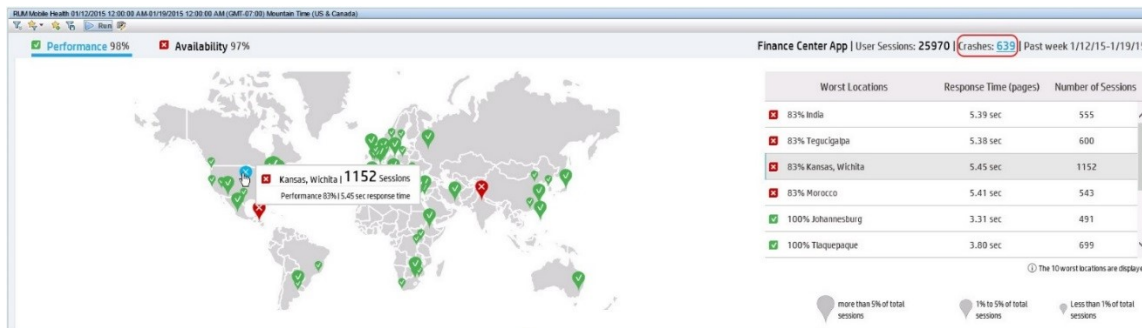 RUM Mobile Health 01/12/2015 12:00:00 AM-01/19/2015 12:00:00 AM (GMT-07:00) Mountain Time (US & Canada)
Run
Performance 98% Availability 97%
Finance Center App | User Sessions: 25970 | Crashes: 639 | Past week 1/12/15-1/19/15
Worst Locations Response Time (pages) Number of Sessions
83% India 5.39 sec 555
83% Tegucigalpa 5.38 sec 600
83% Kansas, Wichita 5.45 sec 1152
83% Morocco 5.41 sec 543
100% Johannesburg 3.31 sec 491
100% Tlaquepaque 3.80 sec 699
Kansas, Wichita | 1152 Sessions
Performance 83% | 5.45 sec response time
The 10 worst locations are display
more than 5% of total
sessions
1% to 5% of total
sessions
Less than 1% of total
sessions